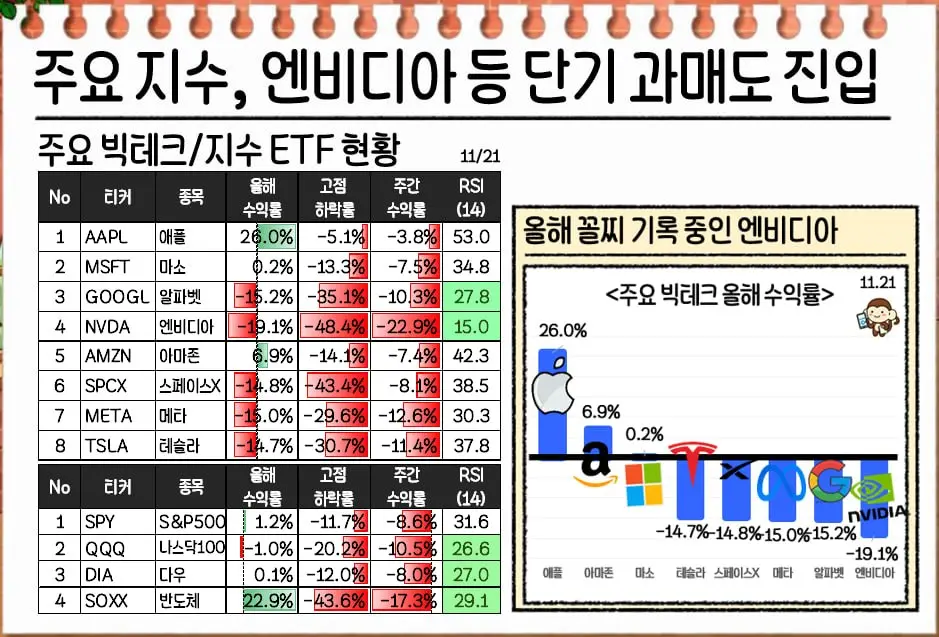 주요 지수, 엔비디아 등 단기 과매도 진입
주요 빅테크/지수 ETF 현황 11/21
No 티커 종목 올해 수익률 고점 하락률 주간 수익률 RSI (14)
1 AAPL 애플 26.0% -5.1% -3.8% 53.0
2 MSFT 마소 0.2% -13.3% -7.5% 34.8
3 GOOGL 알파벳 -15.2% -35.1% -10.3% 27.8
4 NVDA 엔비디아 -19.1% -48.4% -22.9% 15.0
5 AMZN 아마존 6.9% -14.1% -7.4% 42.3
6 SPCX 스페이스X -14.8% -43.4% -8.1% 38.5
7 META 메타 -15.0% -29.6% -12.6% 30.3
8 TSLA 테슬라 -14.7% -30.7% -11.4% 37.8
No 티커 종목 올해 수익률 고점 하락률 주간 수익률 RSI (14)
1 SPY S&P500 1.2% -11.7% -8.6% 31.6
2 QQQ 나스닥100 -1.0% -20.2% -10.5% 26.6
3 DIA 다우 0.1% -12.0% -8.0% 27.0
4 SOXX 반도체 22.9% -43.6% -17.3% 29.1
올해 꼴찌 기록 중인 엔비디아
11.21
<주요 빅테크 올해 수익률>
26.0%
6.9%
0.2%
NVIDIA
-14.7% -14.8% -15.0% -15.2%
-19.1%
애플 아마존 마소 테슬라 스페이스X 메타 알파벳 엔비디아